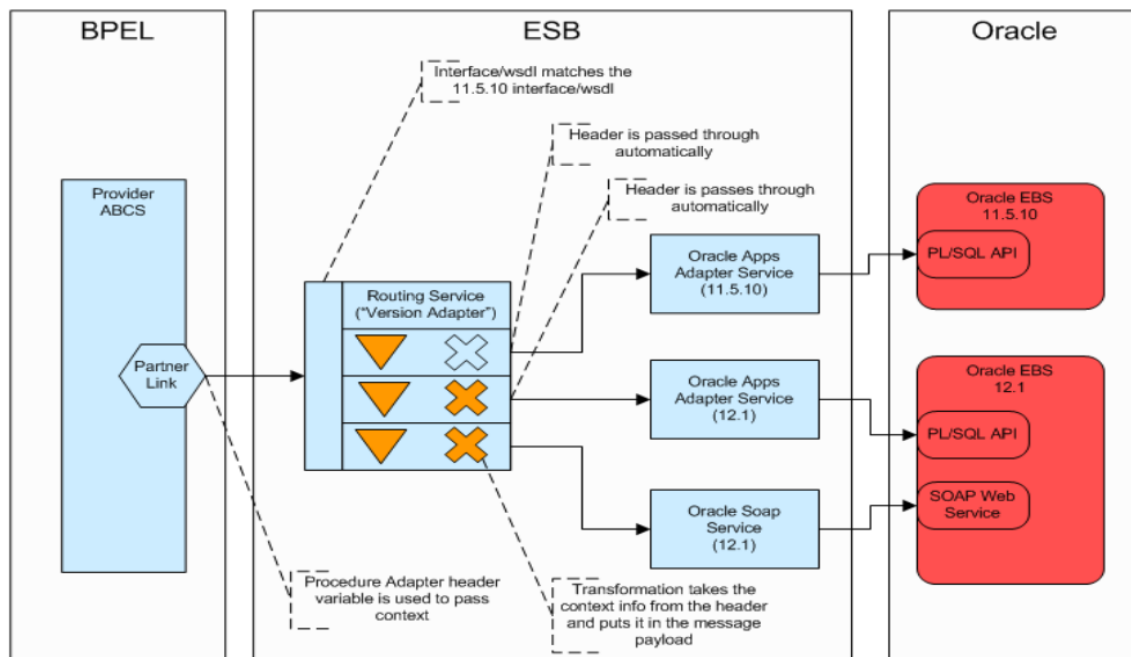 BPEL
ESB
Oracle
Interface/wsdl matches the
11.5.10 interface/wsdl
Header is passed through
automatically
Header is passes through
automatically
Provider
ABCS
Partner
Link
Routing Service
("Version Adapter")
Oracle Apps
Adapter Service
(11.5.10)
Oracle Apps
Adapter Service
(12.1)
Oracle Soap
Service
(12.1)
Oracle EBS
11.5.10
PL/SQL API
Oracle EBS
12.1
PL/SQL API
SOAP Web
Service
Procedure Adapter header
variable is used to pass
context
Transformation takes the
context info from the header
and puts it in the message
payload